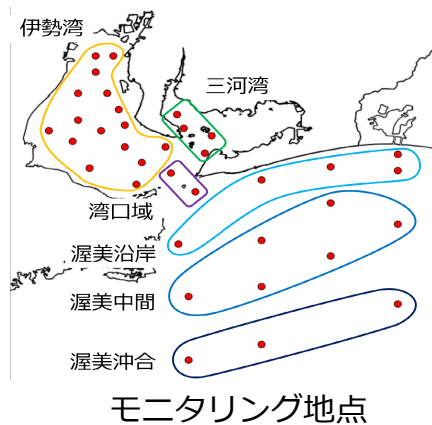 伊勢湾
三河湾
湾口域
渥美沿岸
渥美中間
渥美沖合
モニタリング地点